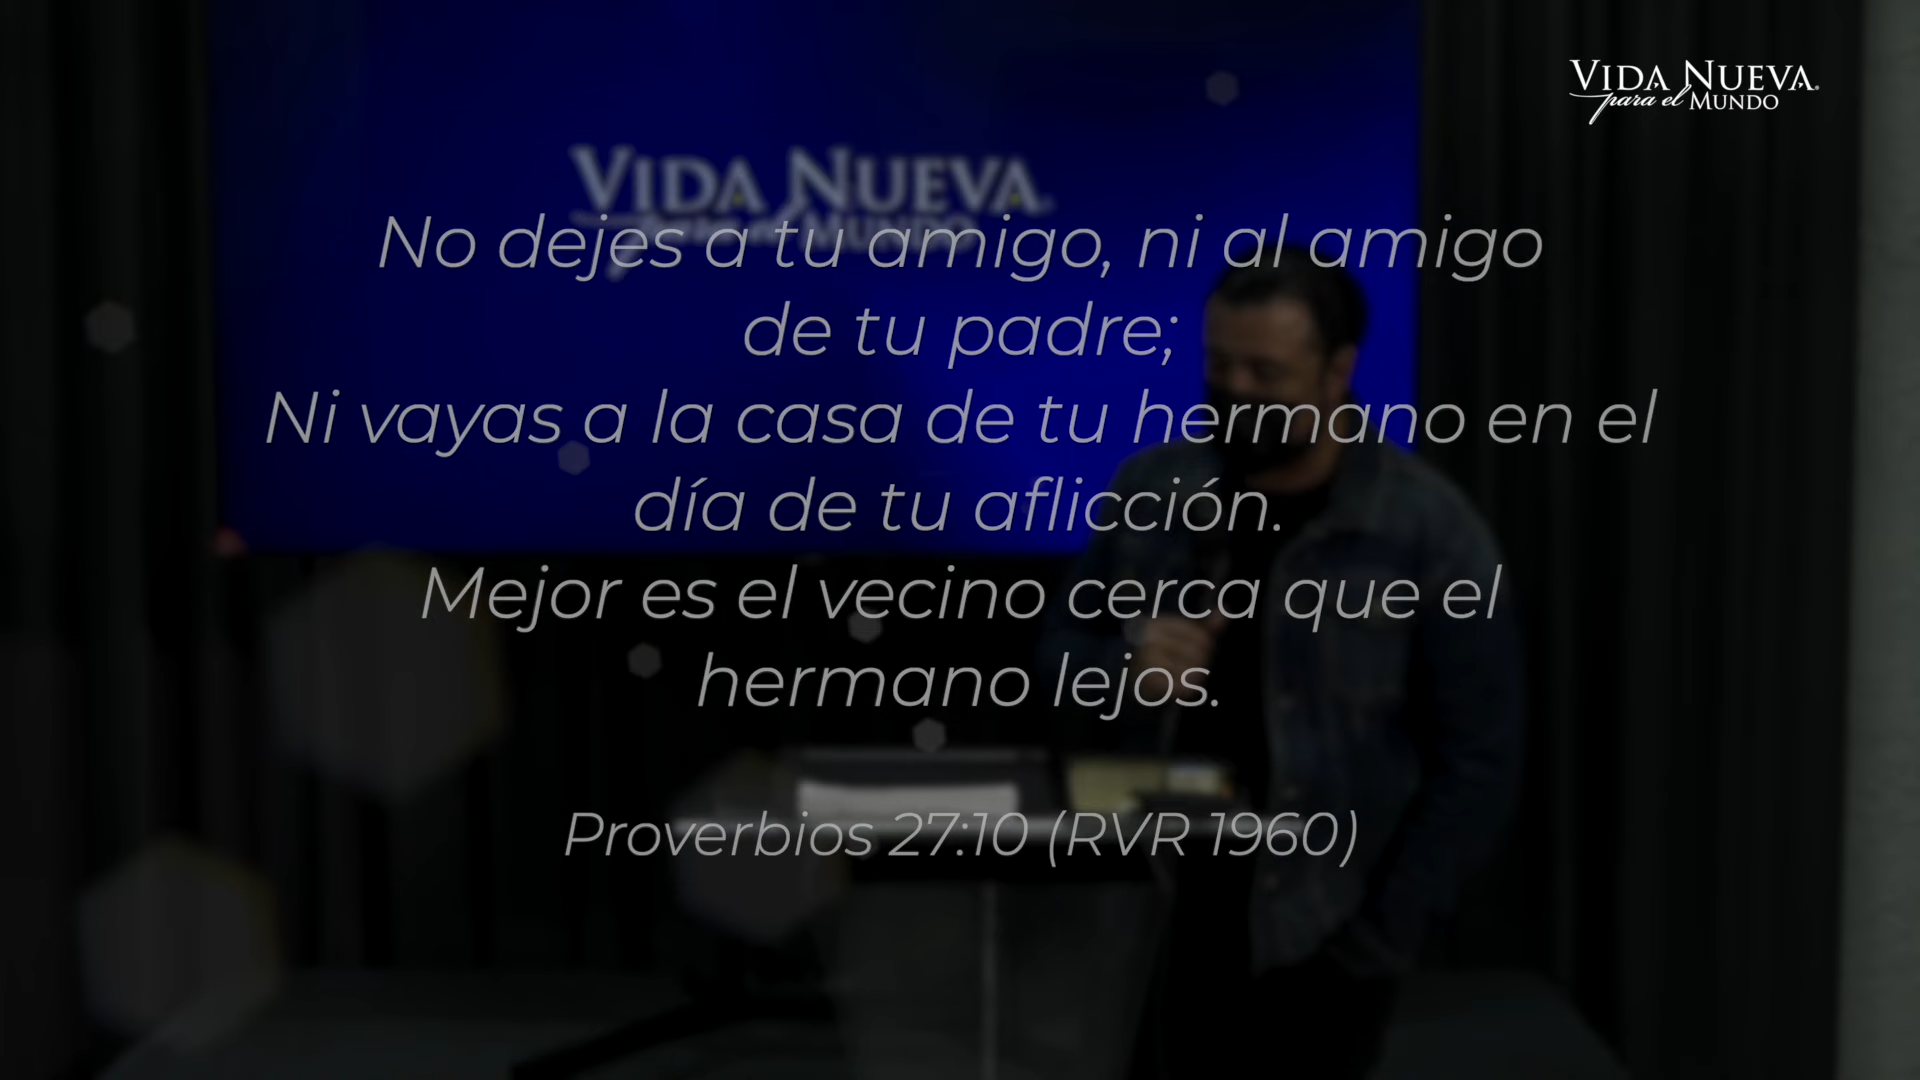 VIDA NUEVA
para el MUNDO
VIDA NUEVA
MUNDO
No dejes a tu amigo, ni al amigo
de tu padre;
Ni vayas a la casa de tu hermano en el
día de tu aflicción.
Mejor es el vecino cerca que el
hermano lejos.
Proverbios 27:10 (RVR 1960)